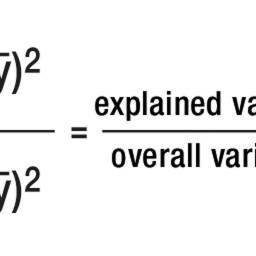 ȳ)²
explained va
=
overall vari
ȳ)²